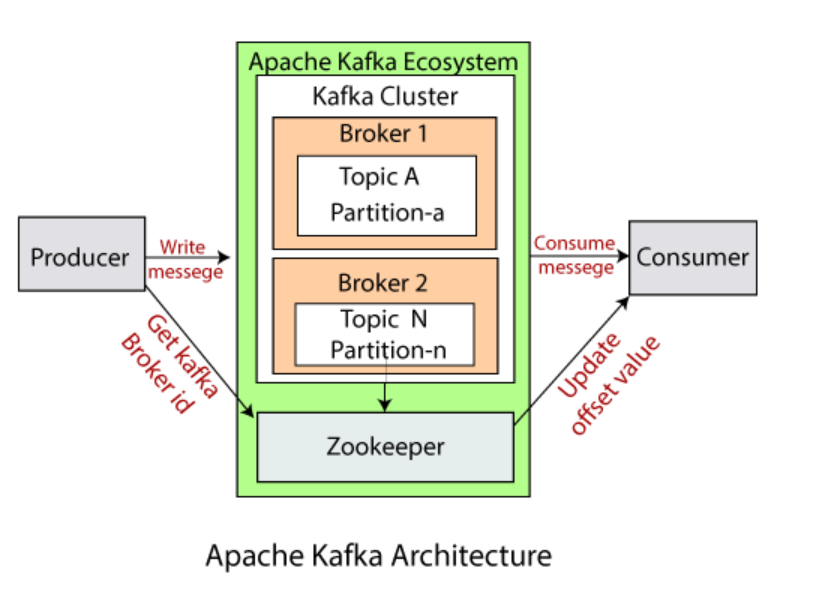 Apache Kafka Ecosystem
Kafka Cluster
Broker 1
Topic A
Partition-a
Producer
Write
messege
Consume
messege
Consumer
Broker 2
Topic N
Partition-n
Get kafka
Broker id
Update
offset value
Zookeeper
Apache Kafka Architecture